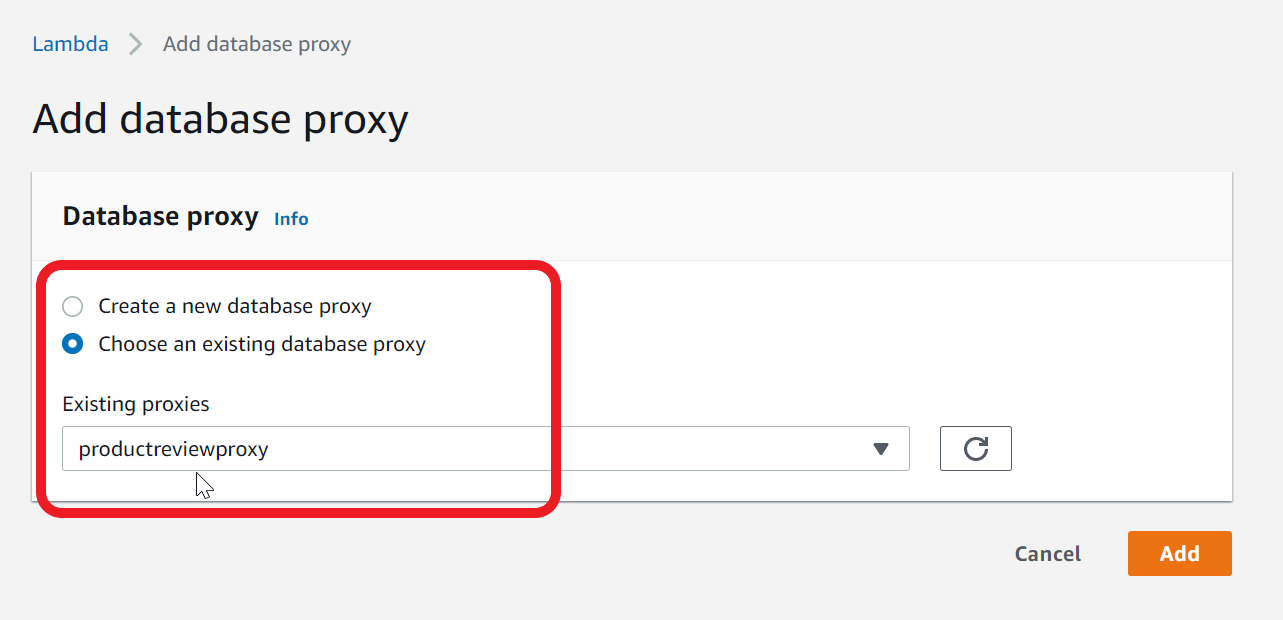 Lambda > Add database proxy
Add database proxy
Database proxy Info
Create a new database proxy
Choose an existing database proxy
Existing proxies
productreviewproxy
Cancel Add